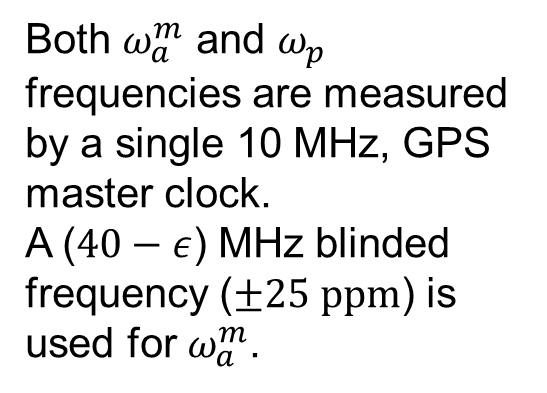 Both ωₐᵐ and ωₚ
frequencies are measured
by a single 10 MHz, GPS
master clock.
A (40 − ϵ) MHz blinded
frequency (±25 ppm) is
used for ωₐᵐ.